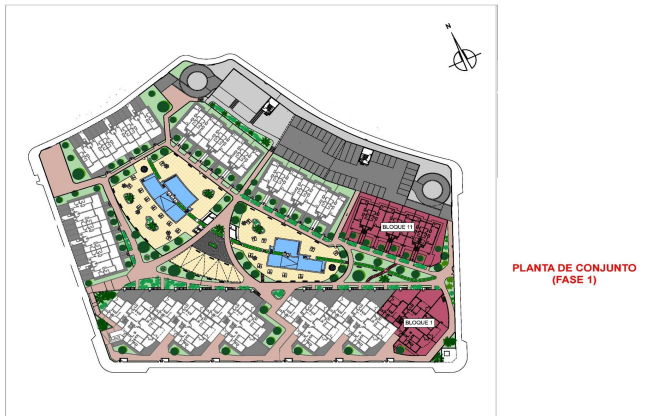 N
BLOQUE 11
PLANTA DE CONJUNTO
(FASE 1)
BLOQUE 1